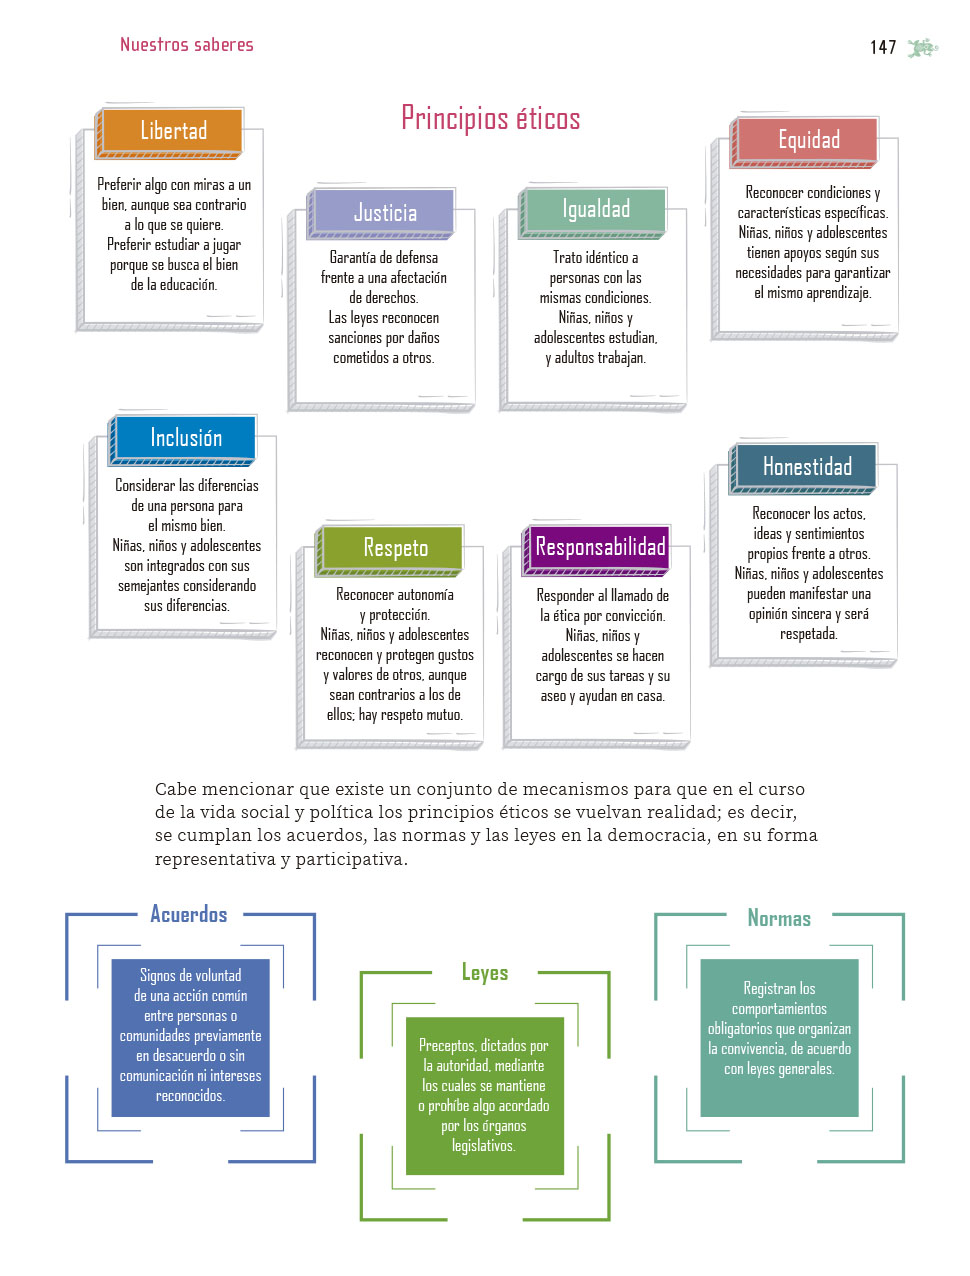 Nuestros saberes
147
Principios éticos
Libertad
Preferir algo con miras a un
bien, aunque sea contrario
a lo que se quiere.
Preferir estudiar a jugar
porque se busca el bien
de la educación.
Justicia
Garantía de defensa
frente a una afectación
de derechos.
Las leyes reconocen
sanciones por daños
cometidos a otros.
Igualdad
Trato idéntico a
personas con las
mismas condiciones.
Niñas, niños y
adolescentes estudian,
y adultos trabajan.
Equidad
Reconocer condiciones y
características específicas.
Niñas, niños y adolescentes
tienen apoyos según sus
necesidades para garantizar
el mismo aprendizaje.
Inclusión
Considerar las diferencias
de una persona para
el mismo bien.
Niñas, niños y adolescentes
son integrados con sus
semejantes considerando
sus diferencias.
Respeto
Reconocer autonomía
y protección.
Niñas, niños y adolescentes
reconocen y protegen gustos
y valores de otros, aunque
sean contrarios a los de
ellos; hay respeto mutuo.
Responsabilidad
Responder al llamado de
la ética por convicción.
Niñas, niños y
adolescentes se hacen
cargo de sus tareas y su
aseo y ayudan en casa.
Honestidad
Reconocer los actos,
ideas y sentimientos
propios frente a otros.
Niñas, niños y adolescentes
pueden manifestar una
opinión sincera y será
respetada.
Cabe mencionar que existe un conjunto de mecanismos para que en el curso
de la vida social y política los principios éticos se vuelvan realidad; es decir,
se cumplan los acuerdos, las normas y las leyes en la democracia, en su forma
representativa y participativa.
Acuerdos
Signos de voluntad
de una acción común
entre personas o
comunidades previamente
en desacuerdo o sin
comunicación ni intereses
reconocidos.
Leyes
Preceptos, dictados por
la autoridad, mediante
los cuales se mantiene
o prohíbe algo acordado
por los órganos
legislativos.
Normas
Registran los
comportamientos
obligatorios que organizan
la convivencia, de acuerdo
con leyes generales.